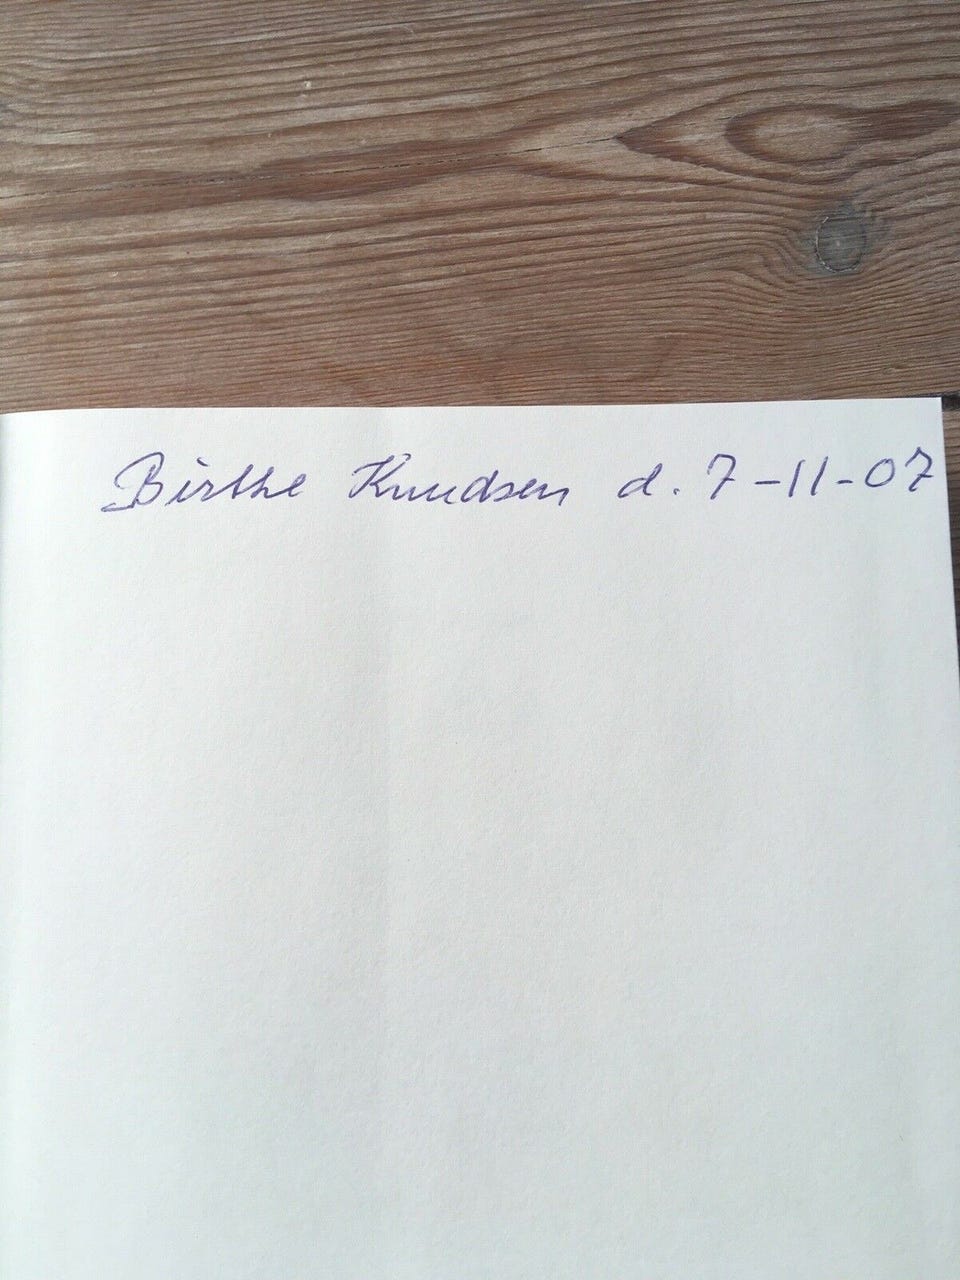 Birthe Knudsen d. 7-11-07